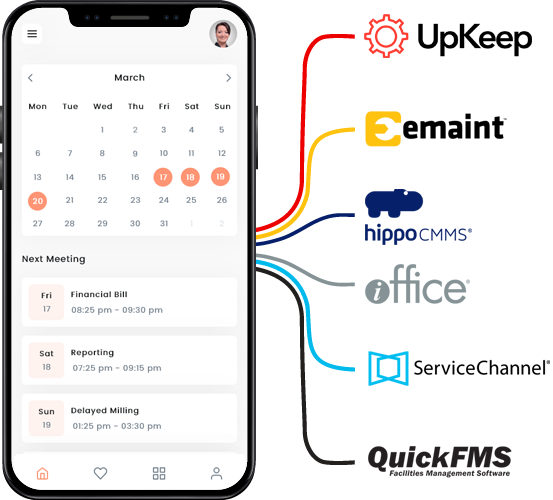 March
Mon Tue Wed Thu Fri Sat Sun
1 2 3 4 5
6 7 8 9 10 11 12
13 14 15 16 17 18 19
20 21 22 23 24 25 26
27 28 29 30 31 1 2
Next Meeting
Fri
17
Financial Bill
08:25 pm - 09:30 pm
Sat
18
Reporting
07:25 pm - 09:15 pm
Sun
19
Delayed Milling
01:25 pm - 03:30 pm
UpKeep
emaint™
hippo CMMS®
iOffice®
ServiceChannel®
QuickFMS
Facilities Management Software